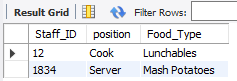 Result Grid Filter Rows:
Staff_ID position Food_Type
12 Cook Lunchables
1834 Server Mash Potatoes